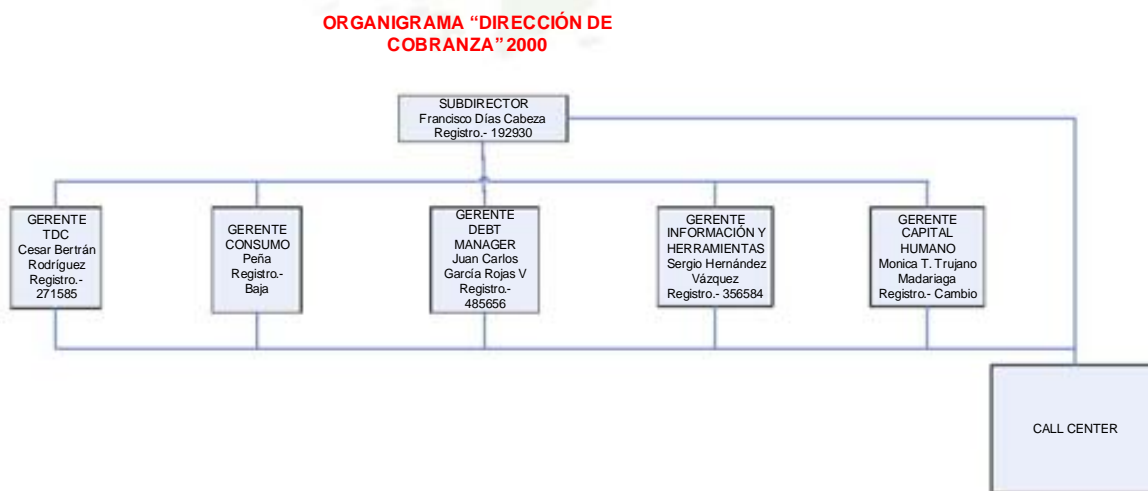 ORGANIGRAMA “DIRECCIÓN DE
COBRANZA” 2000
SUBDIRECTOR
Francisco Días Cabeza
Registro.- 192930
GERENTE
TDC
Cesar Bertrán
Rodríguez
Registro.-
271585
GERENTE
CONSUMO
Peña
Registro.-
Baja
GERENTE
DEBT
MANAGER
Juan Carlos
García Rojas V
Registro.-
485656
GERENTE
INFORMACIÓN Y
HERRAMIENTAS
Sergio Hernández
Vázquez
Registro.- 356584
GERENTE
CAPITAL
HUMANO
Monica T. Trujano
Madariaga
Registro.- Cambio
CALL CENTER